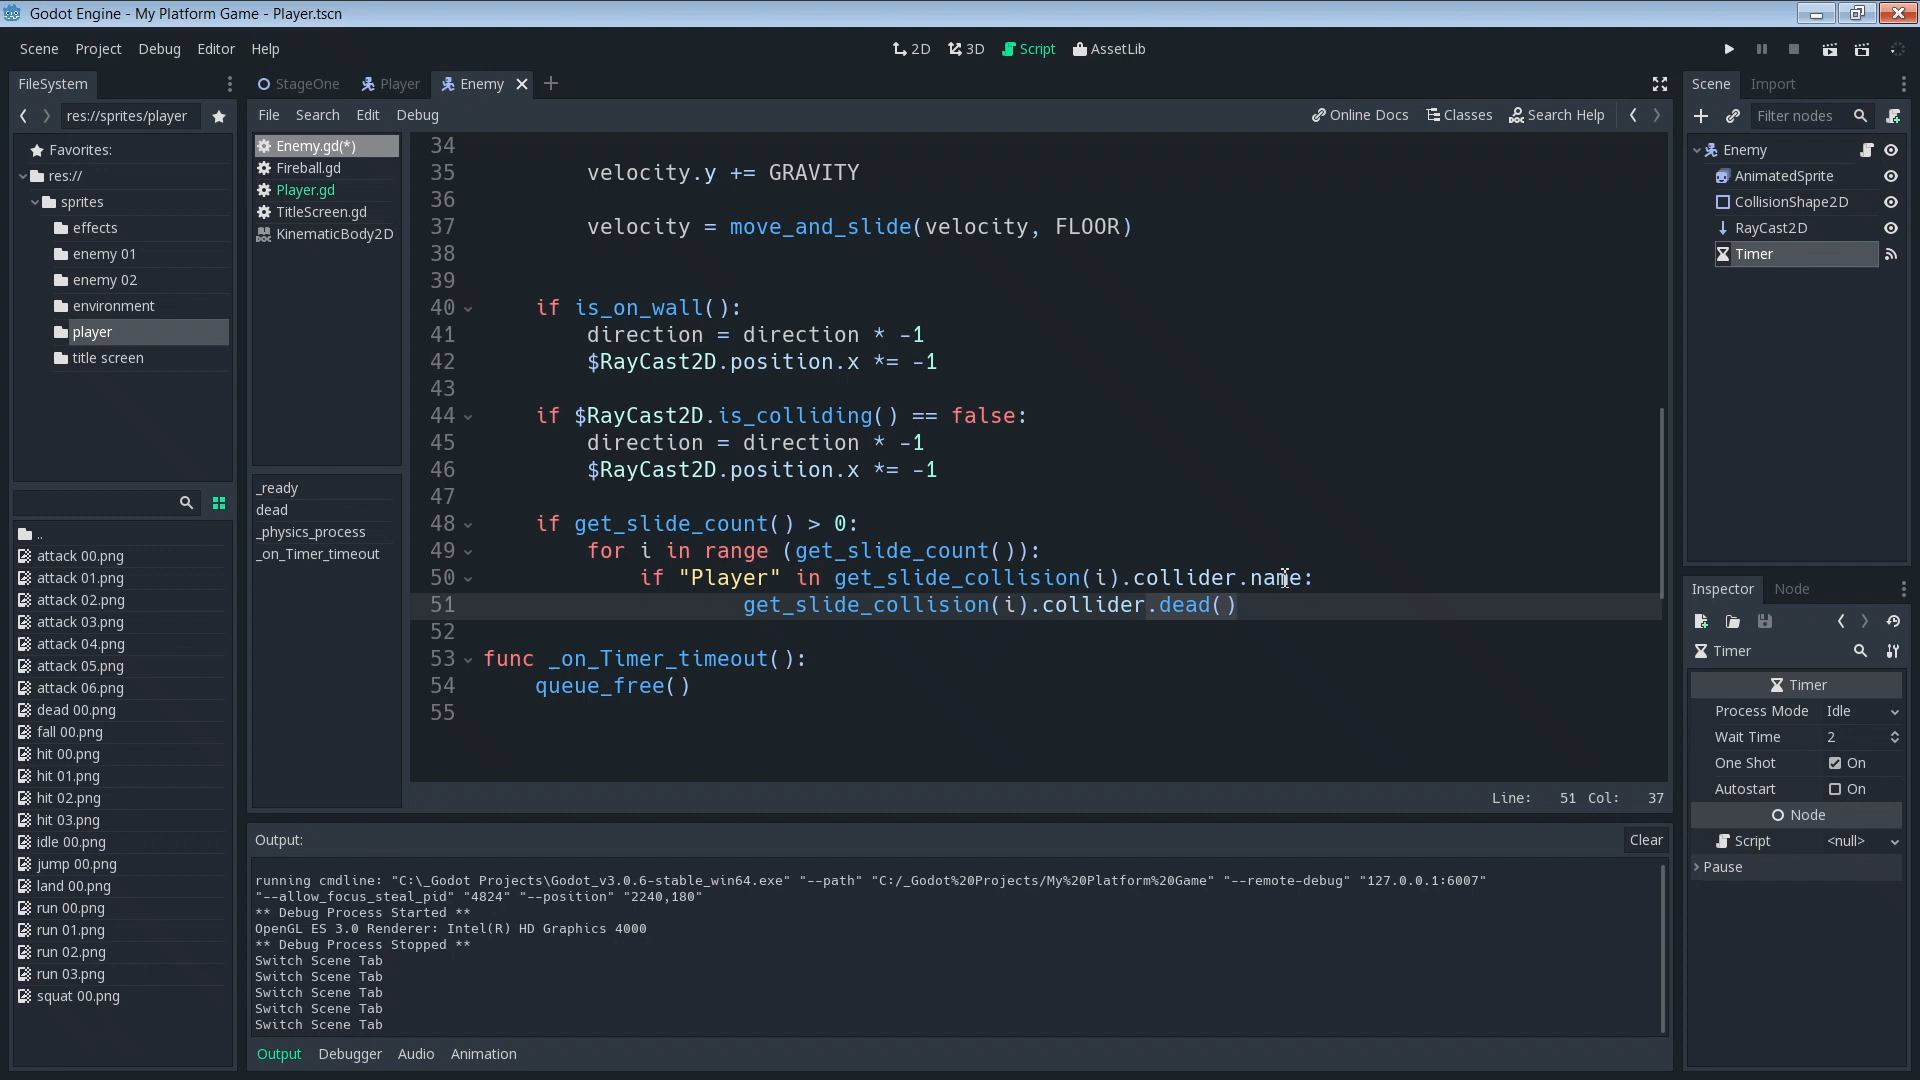 Godot Engine - My Platform Game - Player.tscn
Scene Project Debug Editor Help
2D 3D Script AssetLib
FileSystem
res://sprites/player
Favorites:
res://
sprites
effects
enemy 01
enemy 02
environment
player
title screen
..
attack 00.png
attack 01.png
attack 02.png
attack 03.png
attack 04.png
attack 05.png
attack 06.png
dead 00.png
fall 00.png
hit 00.png
hit 01.png
hit 02.png
hit 03.png
idle 00.png
jump 00.png
land 00.png
run 00.png
run 01.png
run 02.png
run 03.png
squat 00.png
StageOne Player Enemy
File Search Edit Debug
Online Docs Classes Search Help
Enemy.gd(*)
Fireball.gd
Player.gd
TitleScreen.gd
KinematicBody2D
_ready
dead
_physics_process
_on_Timer_timeout
34
35 velocity.y += GRAVITY
36
37 velocity = move_and_slide(velocity, FLOOR)
38
39
40 if is_on_wall():
41 direction = direction * -1
42 $RayCast2D.position.x *= -1
43
44 if $RayCast2D.is_colliding() == false:
45 direction = direction * -1
46 $RayCast2D.position.x *= -1
47
48 if get_slide_count() > 0:
49 for i in range (get_slide_count()):
50 if "Player" in get_slide_collision(i).collider.name:
51 get_slide_collision(i).collider.dead()
52
53 func _on_Timer_timeout():
54 queue_free()
55
Line: 51 Col: 37
Output:
Clear
running cmdline: "C:\_Godot Projects\Godot_v3.0.6-stable_win64.exe" "--path" "C:/_Godot%20Projects/My%20Platform%20Game" "--remote-debug" "127.0.0.1:6007"
"--allow_focus_steal_pid" "4824" "--position" "2240,180"
** Debug Process Started **
OpenGL ES 3.0 Renderer: Intel(R) HD Graphics 4000
** Debug Process Stopped **
Switch Scene Tab
Switch Scene Tab
Switch Scene Tab
Switch Scene Tab
Switch Scene Tab
Output Debugger Audio Animation
Scene Import
Filter nodes
Enemy
AnimatedSprite
CollisionShape2D
RayCast2D
Timer
Inspector Node
Timer
Timer
Process Mode Idle
Wait Time 2
One Shot On
Autostart On
Node
Script <null>
Pause